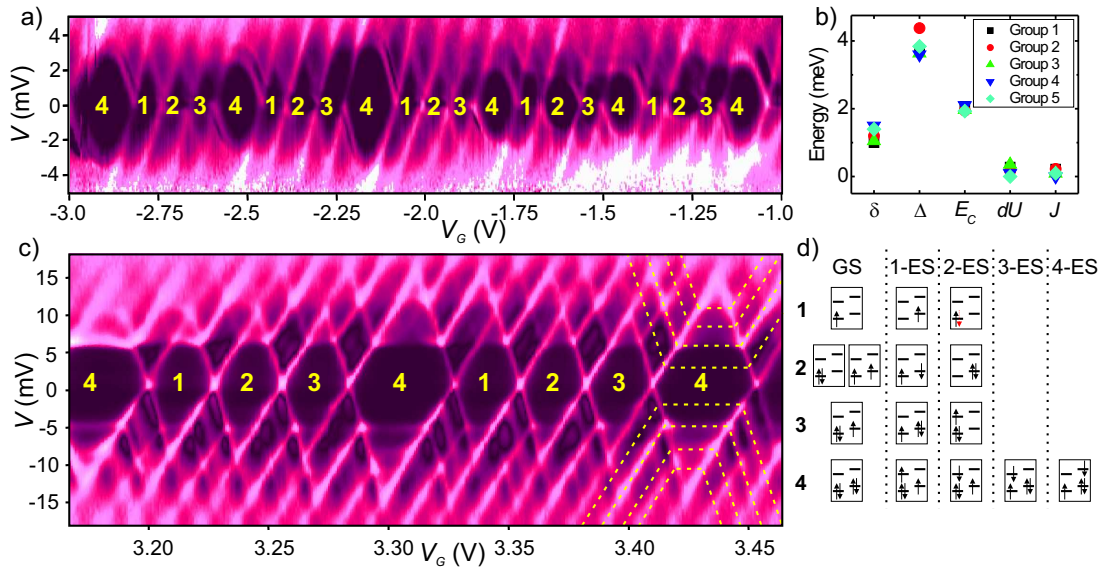 a)
V (mV)
4
2
0
-2
-4
4 1 2 3 4 1 2 3 4 1 2 3 4 1 2 3 4 1 2 3 4
-3.0 -2.75 -2.50 -2.25 -2.0 -1.75 -1.5 -1.25 -1.0
V_G (V)
b)
Energy (meV)
4
2
0
Group 1
Group 2
Group 3
Group 4
Group 5
δ Δ E_C dU J
c)
V (mV)
15
10
5
0
-5
-10
-15
4 1 2 3 4 1 2 3 4
3.20 3.25 3.30 3.35 3.40 3.45
V_G (V)
d)
GS 1-ES 2-ES 3-ES 4-ES
1
2
3
4